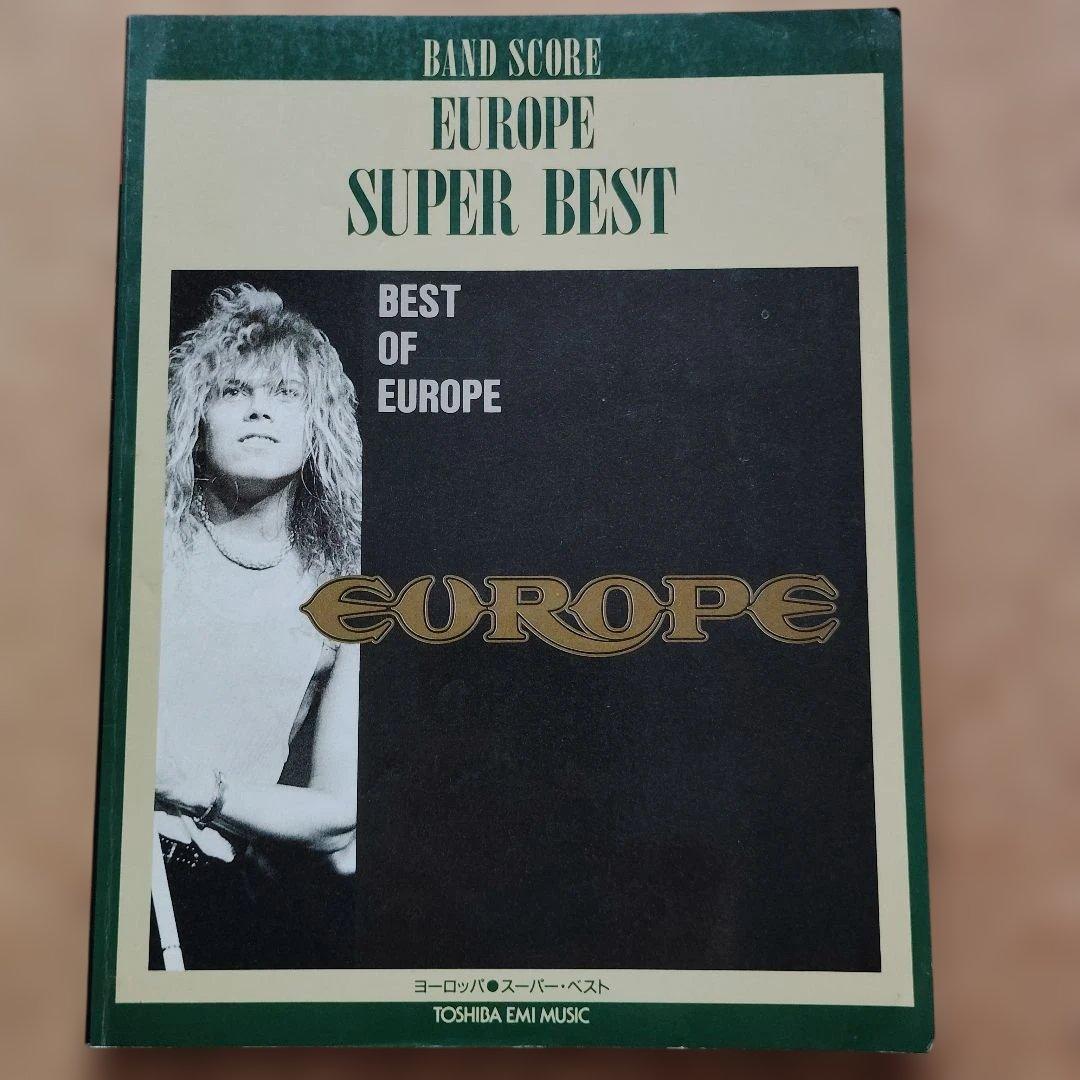 BAND SCORE
EUROPE
SUPER BEST
BEST
OF
EUROPE
EUROPE
ヨーロッパ●スーパー・ベスト
TOSHIBA EMI MUSIC